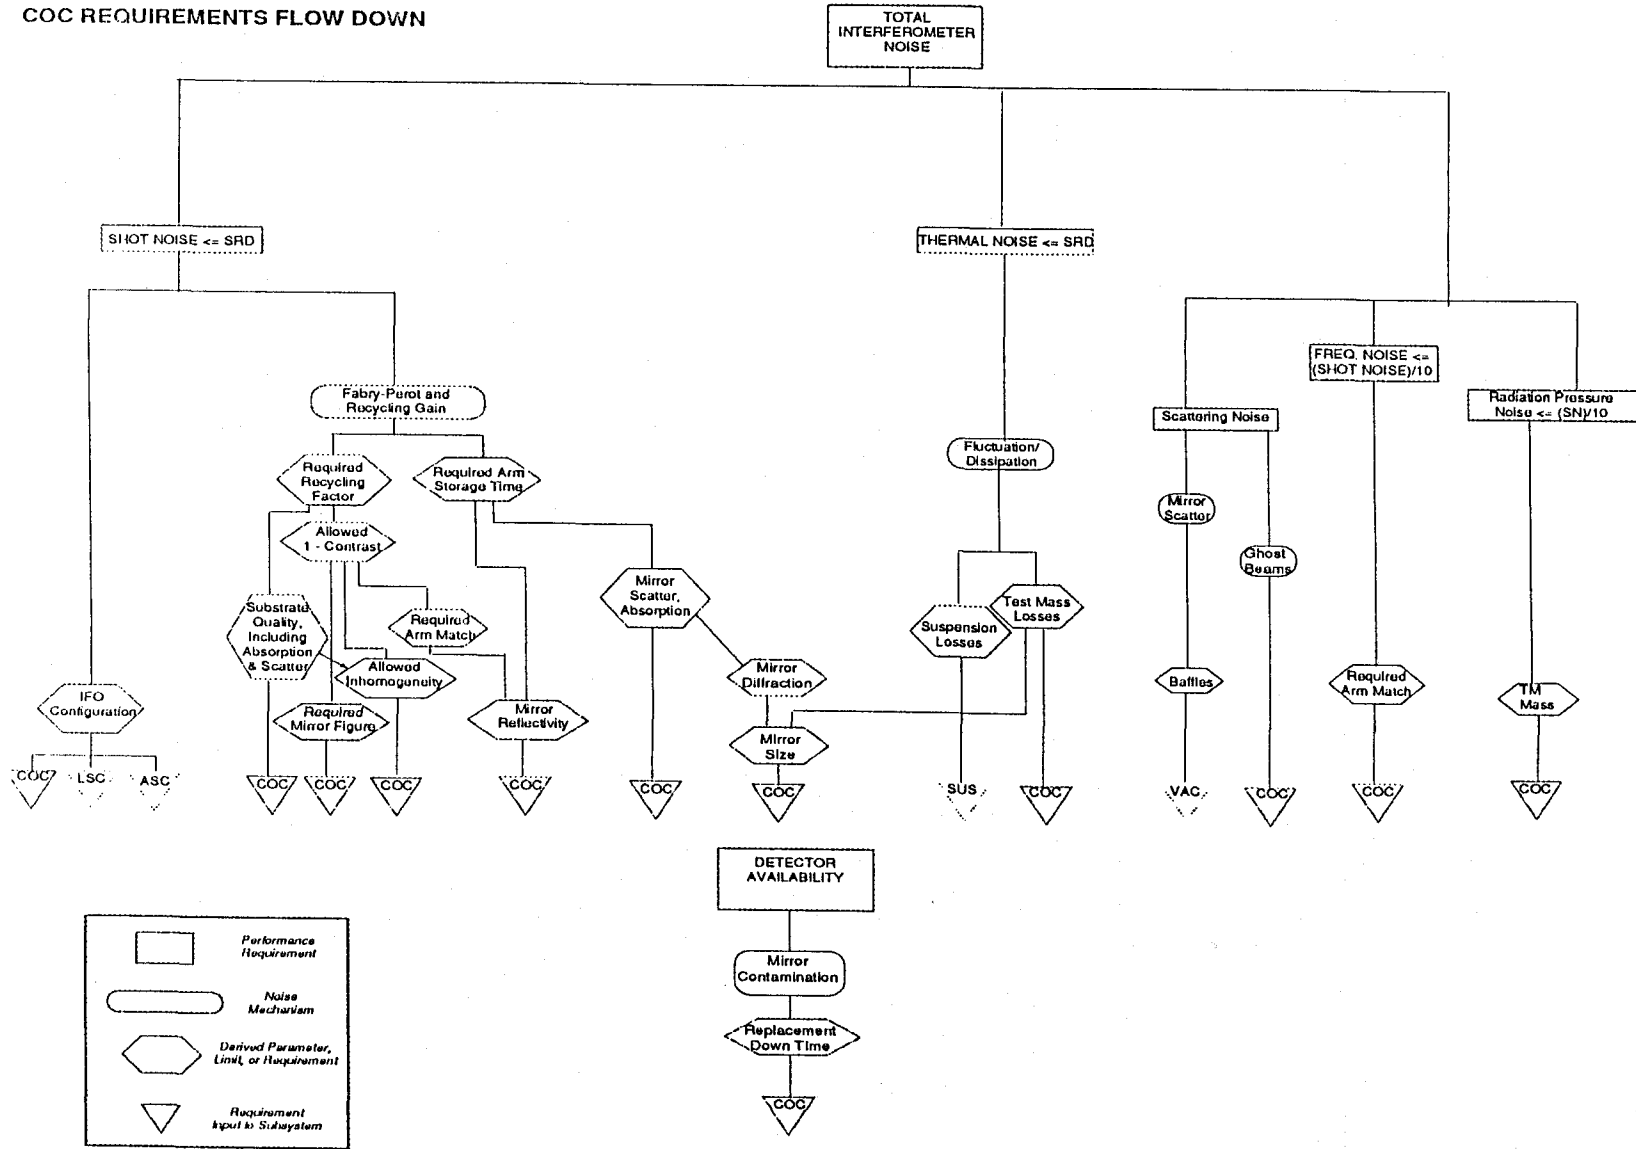 COC REQUIREMENTS FLOW DOWN
TOTAL
INTERFEROMETER
NOISE
SHOT NOISE <= SRD
THERMAL NOISE <= SRD
FREQ. NOISE <=
(SHOT NOISE)/10
Radiation Pressure
Noise <= (SN)/10
Scattering Noise
Fabry-Perot and
Recycling Gain
Fluctuation/
Dissipation
Required
Recycling
Factor
Required Arm
Storage Time
Mirror
Scatter
Allowed
1 - Contrast
Ghost
Beams
Mirror
Scatter,
Absorption
Test Mass
Losses
Substrate
Quality,
Including
Absorption
& Scatter
Required
Arm Match
Suspension
Losses
Allowed
Inhomogeneity
Mirror
Diffraction
Baffles
Required
Arm Match
IFO
Configuration
Required
Mirror Figure
Mirror
Reflectivity
Mirror
Size
TM
Mass
COC
LSC
ASC
COC
COC
COC
COC
COC
COC
SUS
COC
VAC
COC
COC
COC
DETECTOR
AVAILABILITY
Mirror
Contamination
Replacement
Down Time
COC
Performance
Requirement
Noise
Mechanism
Derived Parameter,
Limit, or Requirement
Requirement
Input to Subsystem